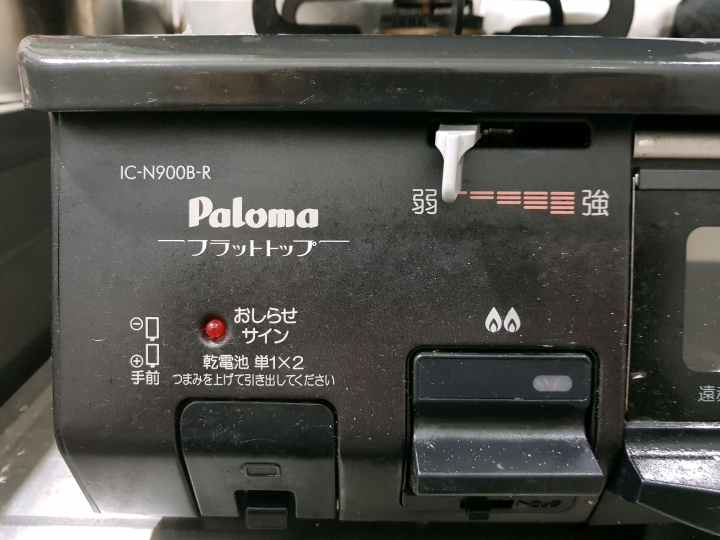 IC-N900B-R
Paloma
フラットトップ
弱 強
おしらせ
サイン
⊖
⊕
手前
乾電池 単1×2
つまみを上げて引き出してください
遠